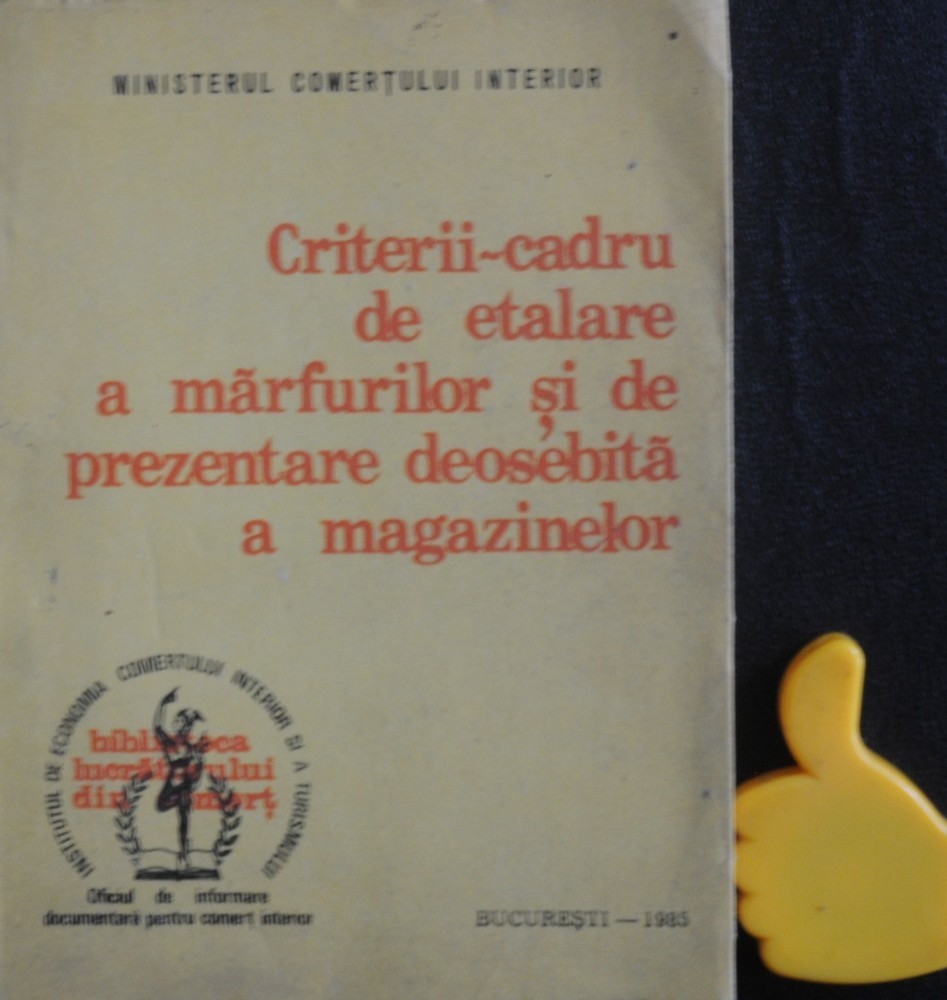 MINISTERUL COMERȚULUI INTERIOR
Criterii-cadru
de etalare
a mărfurilor și de
prezentare deosebită
a magazinelor
INSTITUTUL DE ECONOMIA COMERȚULUI INTERIOR ȘI A TURISMULUI
biblioteca
lucrătorului
din comerț
Oficiul de informare
documentară pentru comerț interior
BUCUREȘTI — 1985